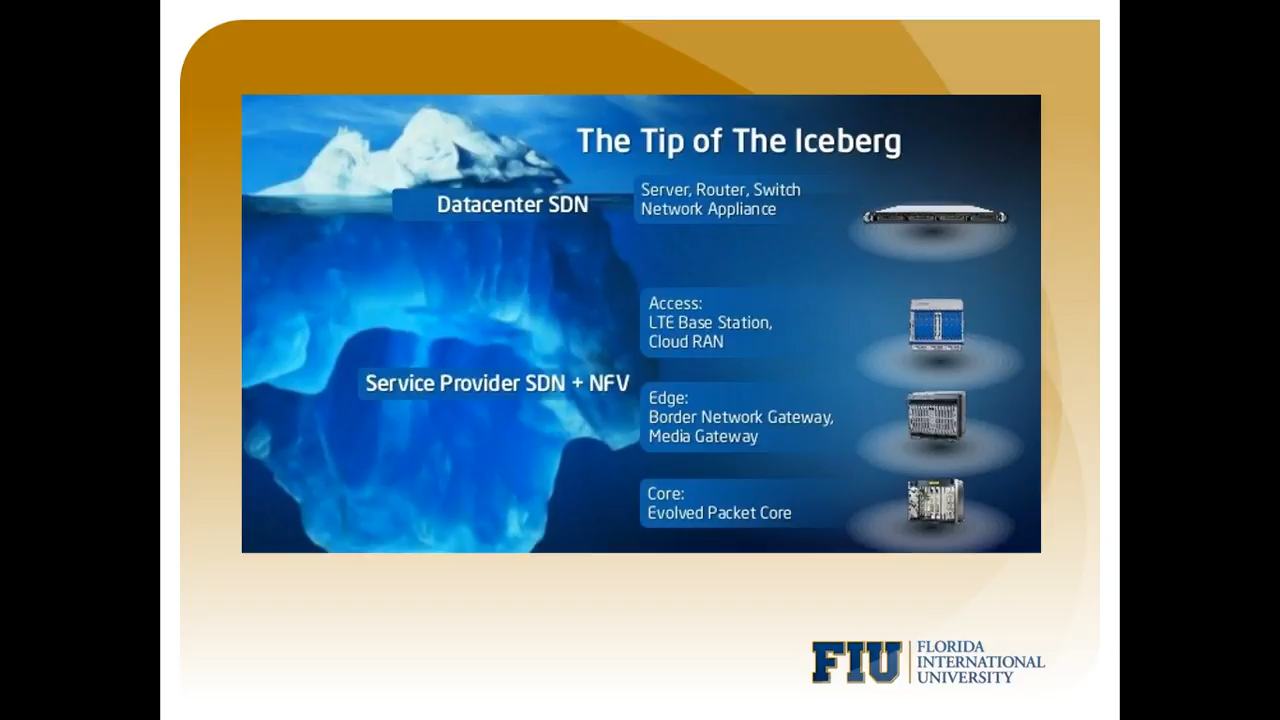 The Tip of The Iceberg
Datacenter SDN
Server, Router, Switch
Network Appliance
Access:
LTE Base Station,
Cloud RAN
Service Provider SDN + NFV
Edge:
Border Network Gateway,
Media Gateway
Core:
Evolved Packet Core
FIU
FLORIDA
INTERNATIONAL
UNIVERSITY